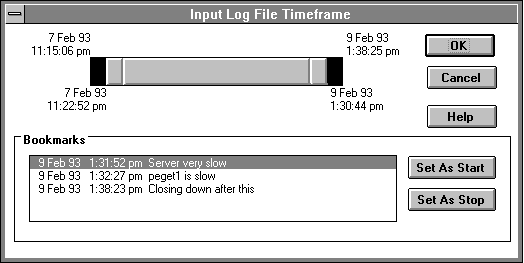 Input Log File Timeframe
7 Feb 93
11:15:06 pm
9 Feb 93
1:38:25 pm
OK
7 Feb 93
11:22:52 pm
9 Feb 93
1:30:44 pm
Cancel
Help
Bookmarks
9 Feb 93 1:31:52 pm Server very slow
9 Feb 93 1:32:27 pm peget1 is slow
9 Feb 93 1:38:23 pm Closing down after this
Set As Start
Set As Stop